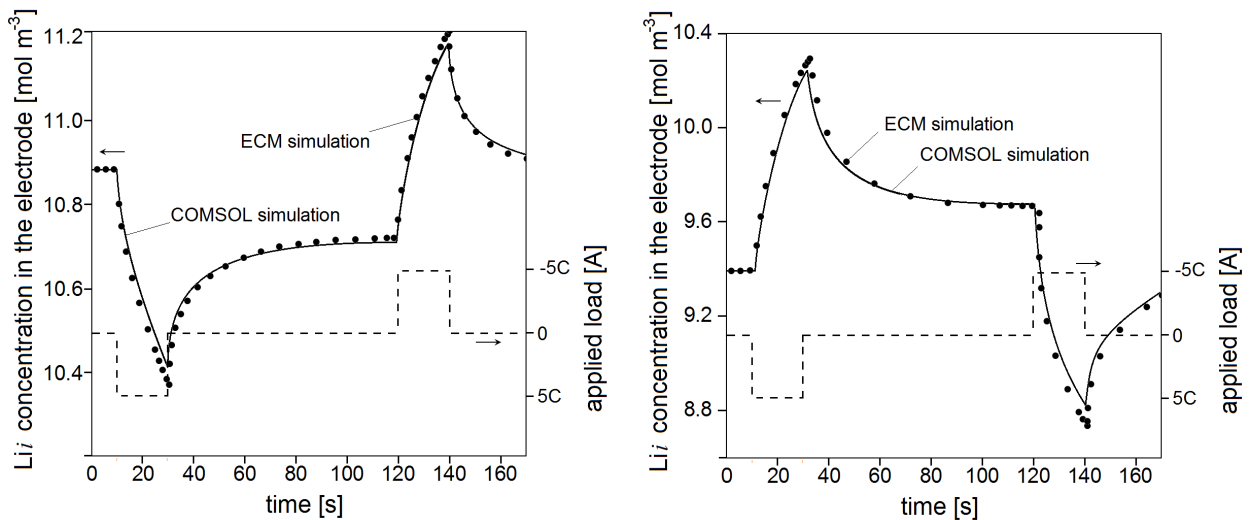 Li i concentration in the electrode [mol m-3]
11.2
11.0
10.8
10.6
10.4
ECM simulation
COMSOL simulation
-5C
0
5C
applied load [A]
0 20 40 60 80 100 120 140 160
time [s]
Li i concentration in the electrode [mol m-3]
10.4
10.0
9.6
9.2
8.8
ECM simulation
COMSOL simulation
-5C
0
5C
applied load [A]
0 20 40 60 80 100 120 140 160
time [s]